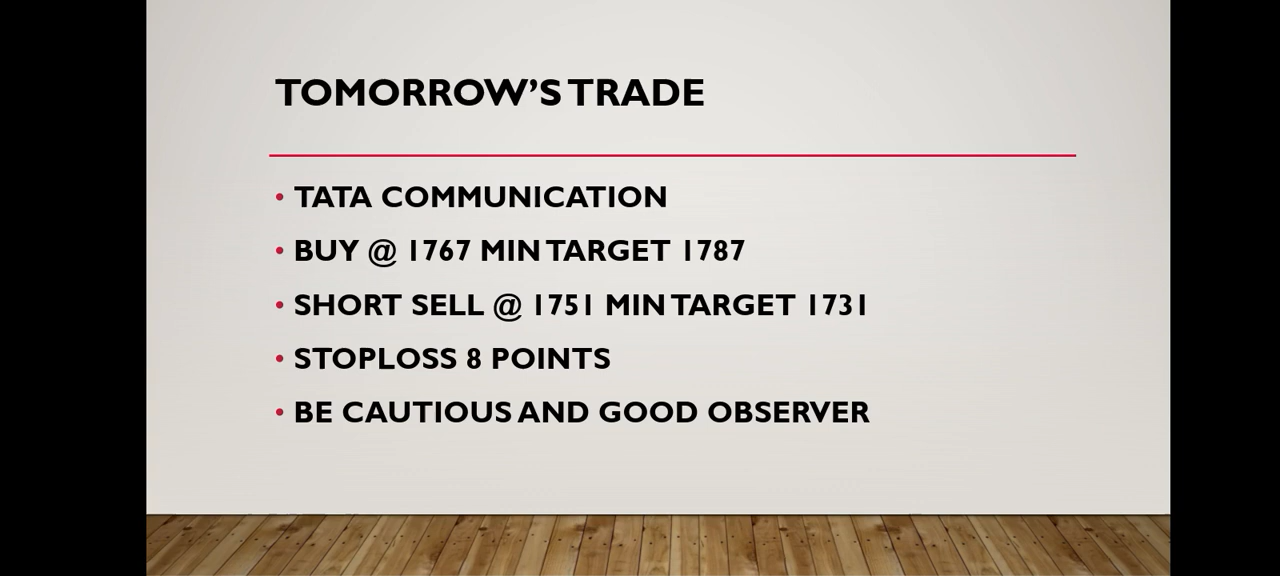 TOMORROW'S TRADE
• TATA COMMUNICATION
• BUY @ 1767 MIN TARGET 1787
• SHORT SELL @ 1751 MIN TARGET 1731
• STOPLOSS 8 POINTS
• BE CAUTIOUS AND GOOD OBSERVER